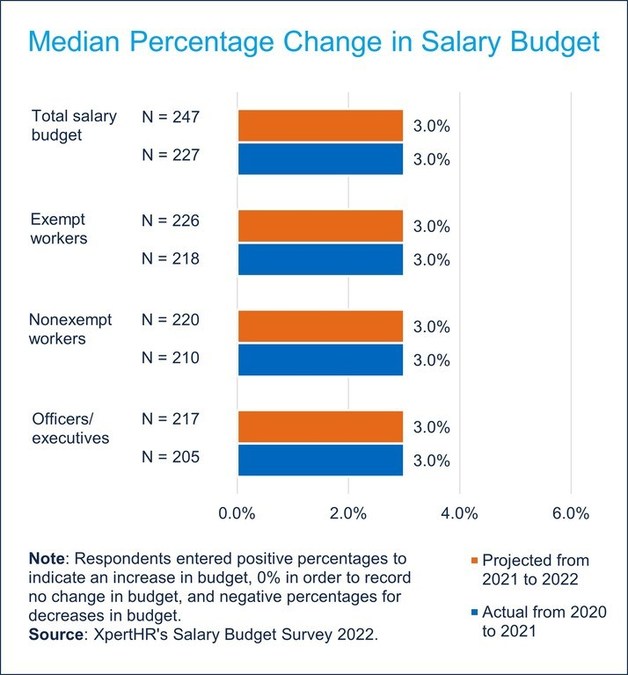 Median Percentage Change in Salary Budget
Total salary
budget
N = 247
3.0%
N = 227
3.0%
Exempt
workers
N = 226
3.0%
N = 218
3.0%
Nonexempt
workers
N = 220
3.0%
N = 210
3.0%
Officers/
executives
N = 217
3.0%
N = 205
3.0%
0.0%
2.0%
4.0%
6.0%
Note: Respondents entered positive percentages to
indicate an increase in budget, 0% in order to record
no change in budget, and negative percentages for
decreases in budget.
Source: XpertHR's Salary Budget Survey 2022.
Projected from
2021 to 2022
Actual from 2020
to 2021